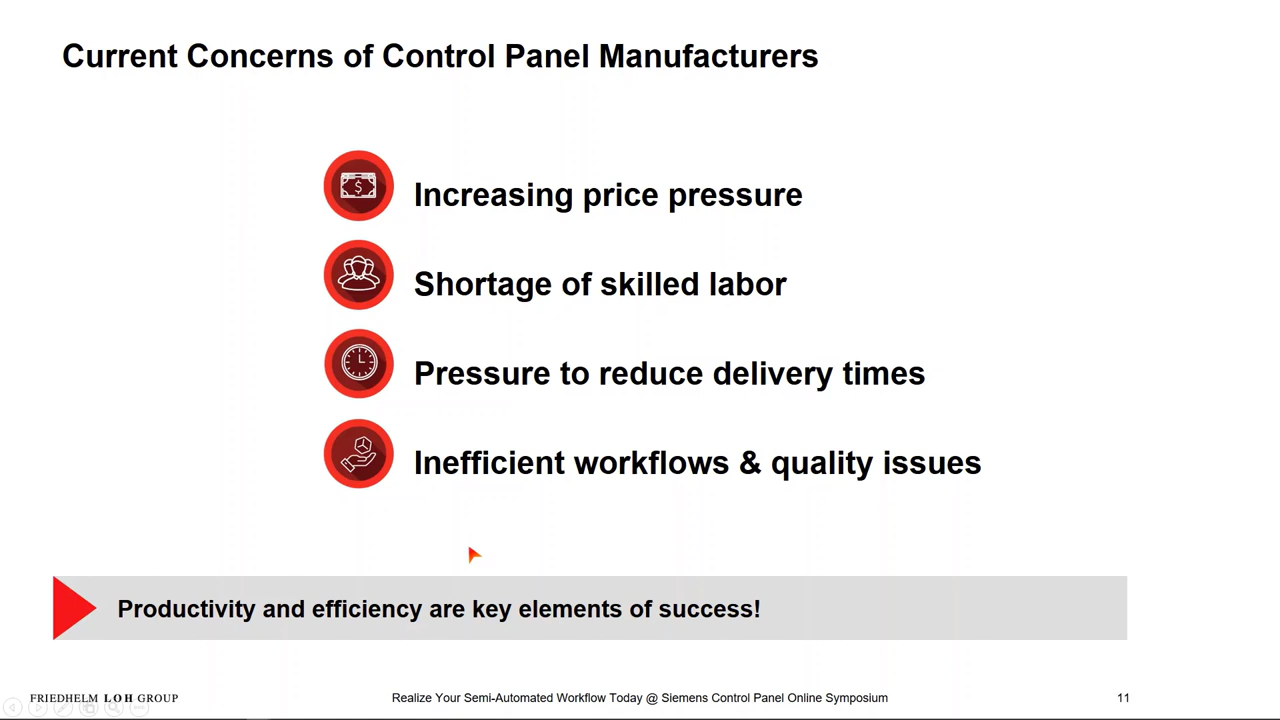 Current Concerns of Control Panel Manufacturers
$
Increasing price pressure
Shortage of skilled labor
Pressure to reduce delivery times
Inefficient workflows & quality issues
Productivity and efficiency are key elements of success!
FRIEDHELM LOH GROUP
Realize Your Semi-Automated Workflow Today @ Siemens Control Panel Online Symposium
11